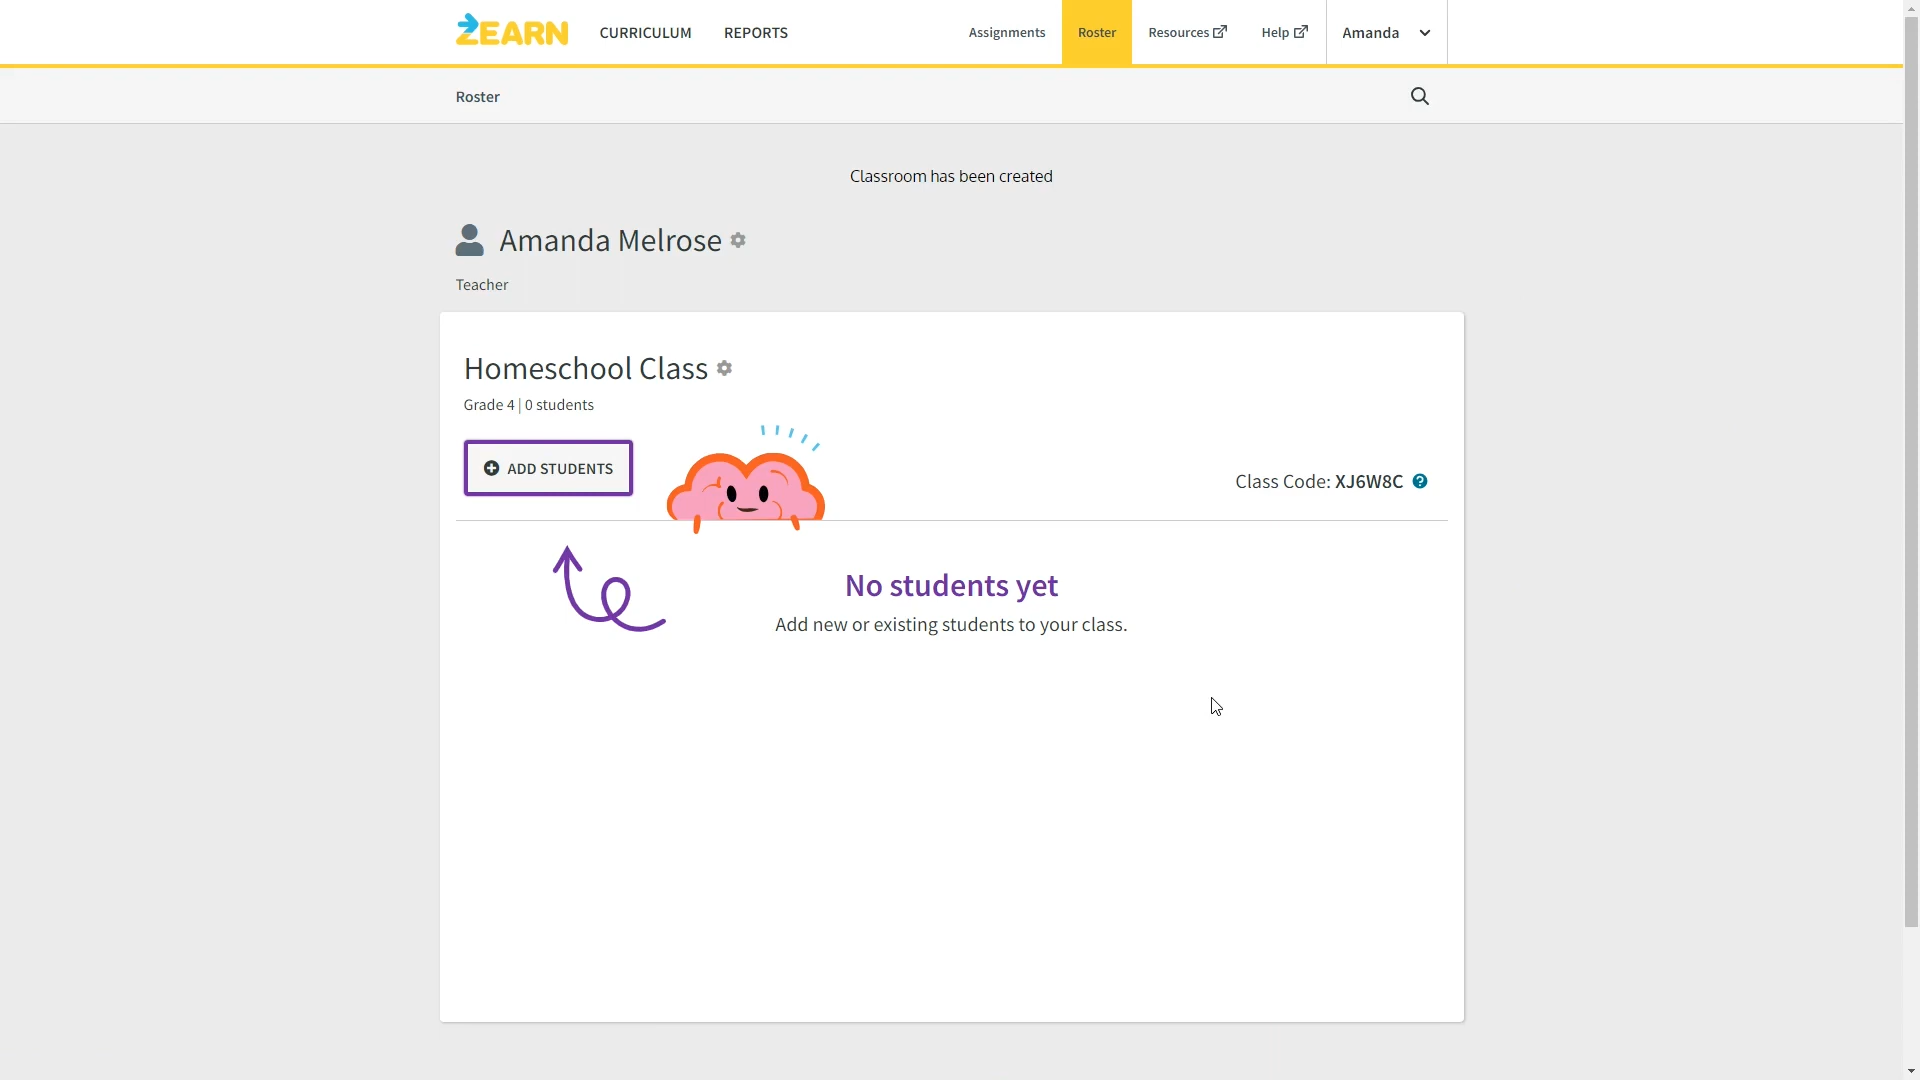 ZEARN CURRICULUM REPORTS Assignments Roster Resources Help Amanda
Roster
Classroom has been created
Amanda Melrose
Teacher
Homeschool Class
Grade 4 | 0 students
ADD STUDENTS
Class Code: XJ6W8C ?
No students yet
Add new or existing students to your class.